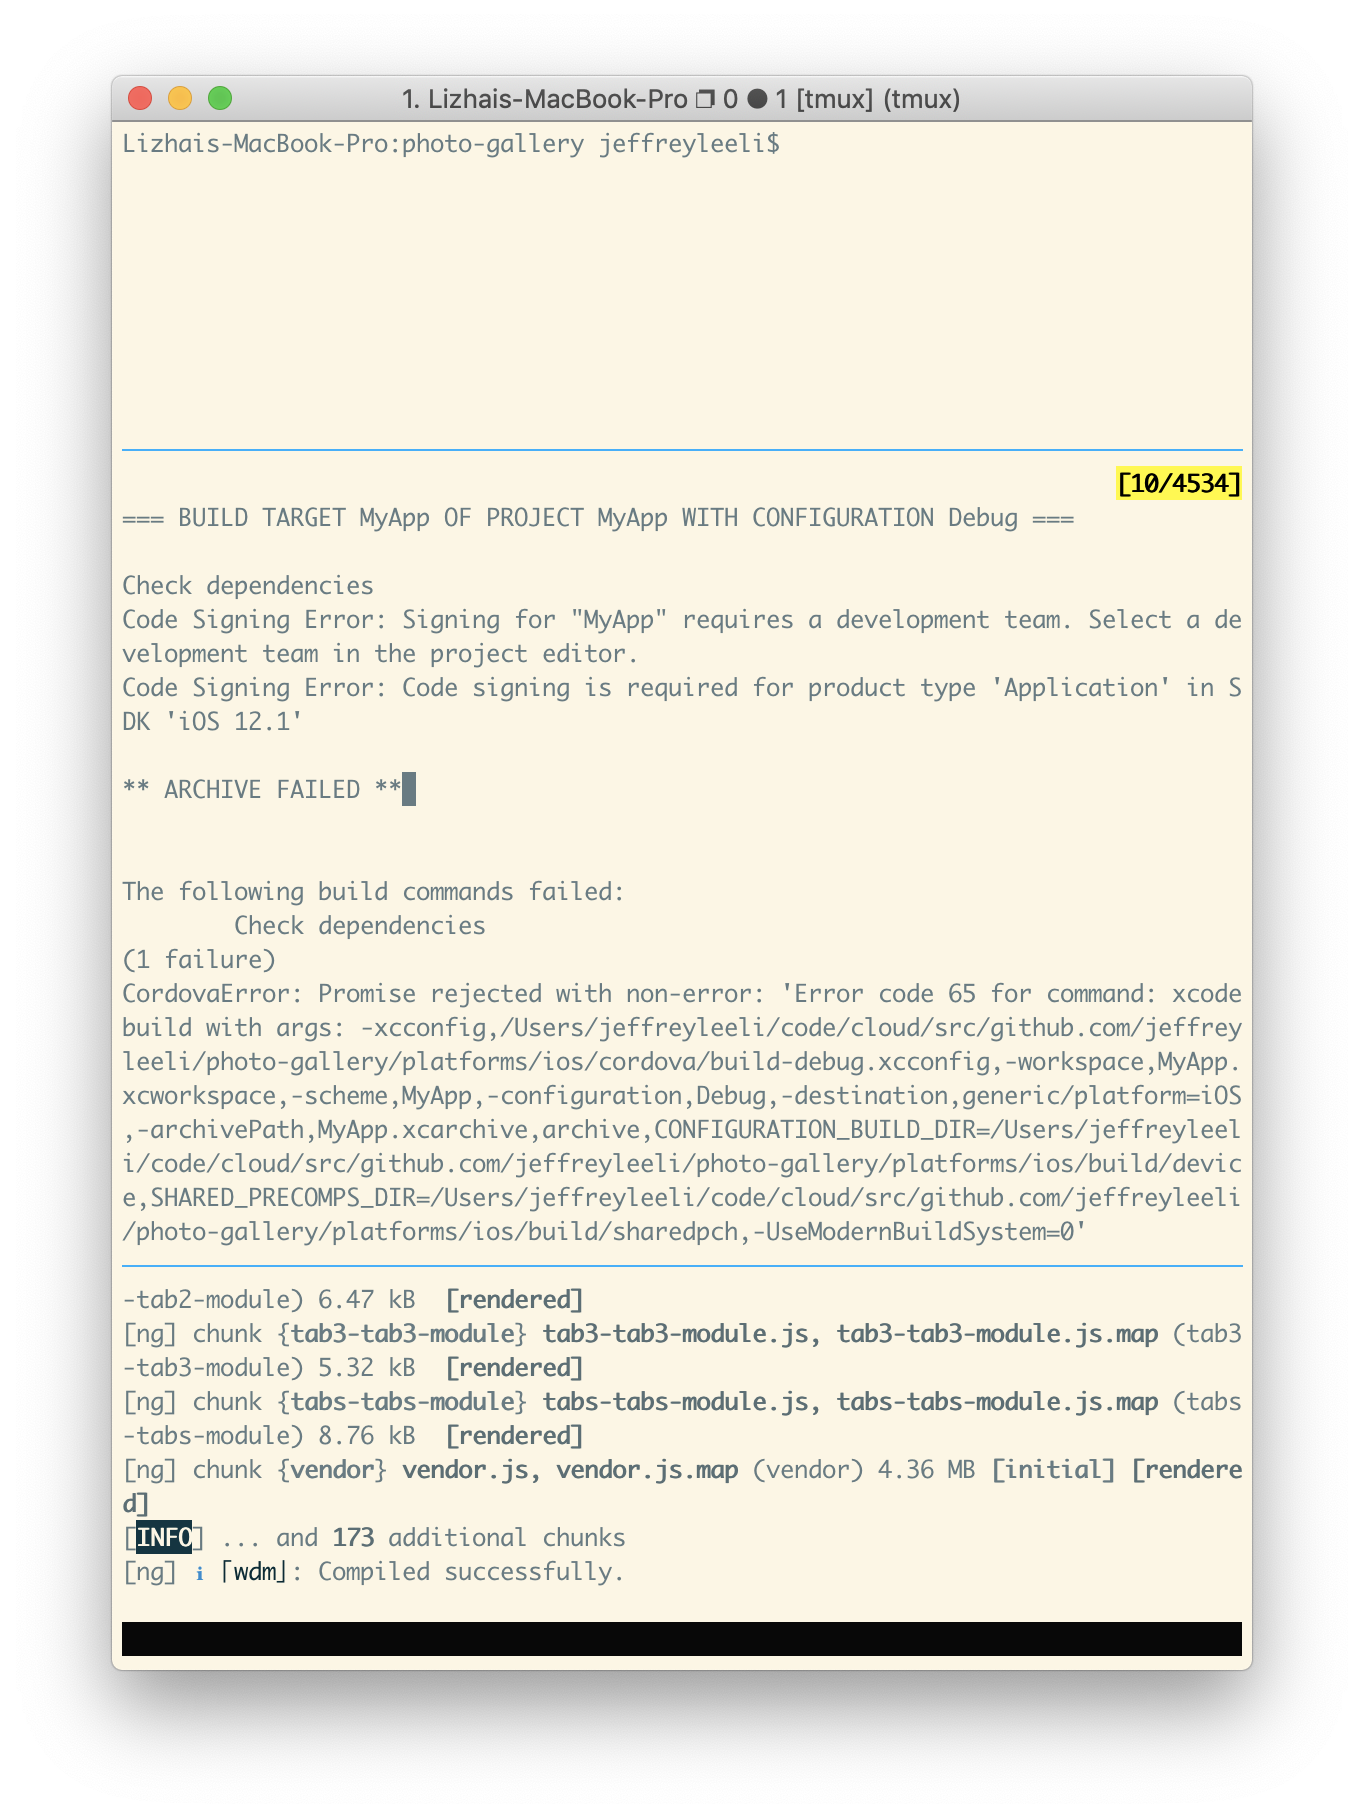 1. Lizhais-MacBook-Pro ❐ 0 ● 1 [tmux] (tmux)
Lizhais-MacBook-Pro:photo-gallery jeffreyleeli$
[10/4534]
=== BUILD TARGET MyApp OF PROJECT MyApp WITH CONFIGURATION Debug ===
Check dependencies
Code Signing Error: Signing for "MyApp" requires a development team. Select a de
velopment team in the project editor.
Code Signing Error: Code signing is required for product type 'Application' in S
DK 'iOS 12.1'
** ARCHIVE FAILED **
The following build commands failed:
Check dependencies
(1 failure)
CordovaError: Promise rejected with non-error: 'Error code 65 for command: xcode
build with args: -xcconfig,/Users/jeffreyleeli/code/cloud/src/github.com/jeffrey
leeli/photo-gallery/platforms/ios/cordova/build-debug.xcconfig,-workspace,MyApp.
xcworkspace,-scheme,MyApp,-configuration,Debug,-destination,generic/platform=iOS
,-archivePath,MyApp.xcarchive,archive,CONFIGURATION_BUILD_DIR=/Users/jeffreyleel
i/code/cloud/src/github.com/jeffreyleeli/photo-gallery/platforms/ios/build/devic
e,SHARED_PRECOMPS_DIR=/Users/jeffreyleeli/code/cloud/src/github.com/jeffreyleeli
/photo-gallery/platforms/ios/build/sharedpch,-UseModernBuildSystem=0'
-tab2-module) 6.47 kB  [rendered]
[ng] chunk {tab3-tab3-module} tab3-tab3-module.js, tab3-tab3-module.js.map (tab3
-tab3-module) 5.32 kB  [rendered]
[ng] chunk {tabs-tabs-module} tabs-tabs-module.js, tabs-tabs-module.js.map (tabs
-tabs-module) 8.76 kB  [rendered]
[ng] chunk {vendor} vendor.js, vendor.js.map (vendor) 4.36 MB [initial] [rendere
d]
[INFO] ... and 173 additional chunks
[ng] ℹ ｢wdm｣: Compiled successfully.